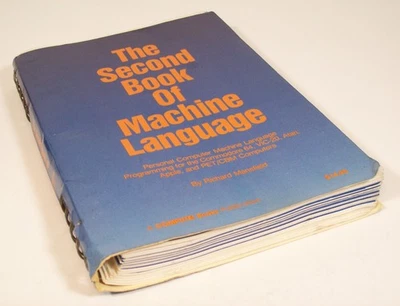 The
Second
Book
Of
Machine
Language
Personal Computer Machine Language
Programming for the Commodore 64, VIC-20, Atari,
Apple, and PET/CBM Computers
By Richard Mansfield